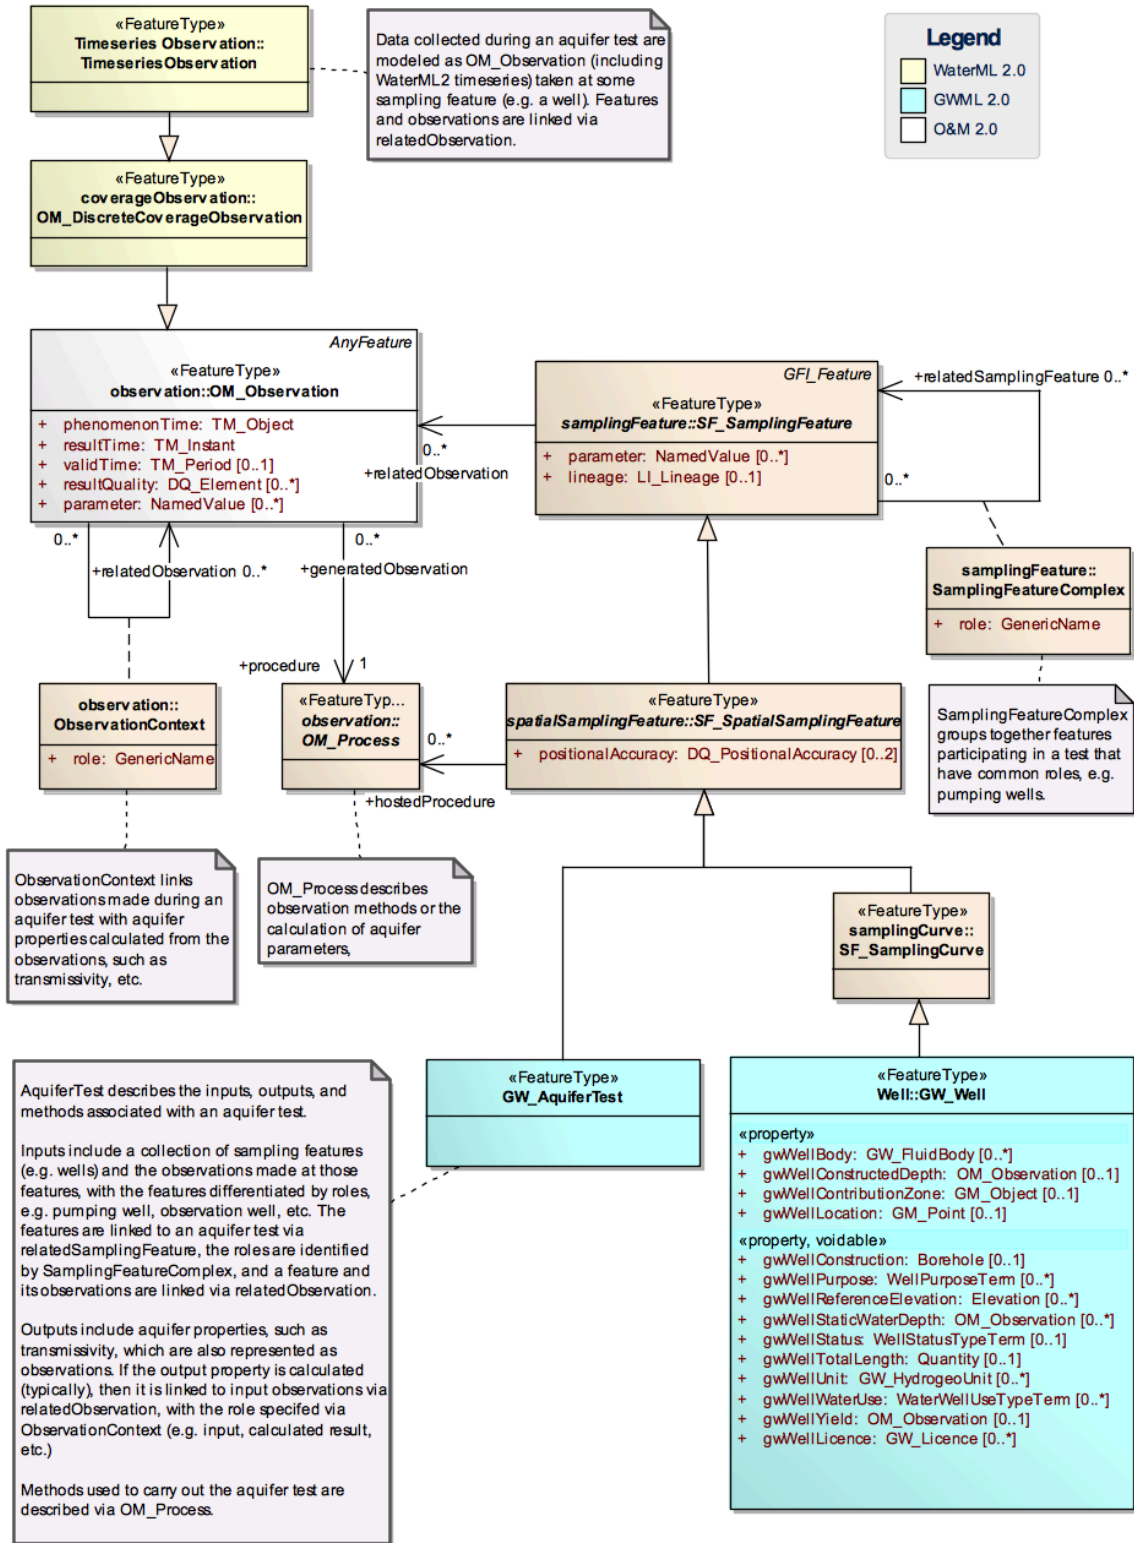 «FeatureType»
Timeseries Observation::
TimeseriesObservation
Data collected during an aquifer test are
modeled as OM_Observation (including
WaterML2 timeseries) taken at some
sampling feature (e.g. a well). Features
and observations are linked via
relatedObservation.
Legend
WaterML 2.0
GWML 2.0
O&M 2.0
«FeatureType»
coverageObservation::
OM_DiscreteCoverageObservation
AnyFeature
«FeatureType»
observation::OM_Observation
+ phenomenonTime: TM_Object
+ resultTime: TM_Instant
+ validTime: TM_Period [0..1]
+ resultQuality: DQ_Element [0..*]
+ parameter: NamedValue [0..*]
0..*
+relatedObservation
GFI_Feature
«FeatureType»
samplingFeature::SF_SamplingFeature
+ parameter: NamedValue [0..*]
+ lineage: LI_Lineage [0..1]
+relatedSamplingFeature 0..*
0..*
0..*
+relatedObservation 0..*
0..*
+generatedObservation
+procedure
1
samplingFeature::
SamplingFeatureComplex
+ role: GenericName
observation::
ObservationContext
+ role: GenericName
«FeatureTyp...
observation::
OM_Process
0..*
+hostedProcedure
«FeatureType»
spatialSamplingFeature::SF_SpatialSamplingFeature
+ positionalAccuracy: DQ_PositionalAccuracy [0..2]
SamplingFeatureComplex
groups together features
participating in a test that
have common roles, e.g.
pumping wells.
ObservationContext links
observations made during an
aquifer test with aquifer
properties calculated from the
observations, such as
transmissivity, etc.
OM_Process describes
observation methods or the
calculation of aquifer
parameters,
«FeatureType»
samplingCurve::
SF_SamplingCurve
AquiferTest describes the inputs, outputs, and
methods associated with an aquifer test.
Inputs include a collection of sampling features
(e.g. wells) and the observations made at those
features, with the features differentiated by roles,
e.g. pumping well, observation well, etc. The
features are linked to an aquifer test via
relatedSamplingFeature, the roles are identified
by SamplingFeatureComplex, and a feature and
its observations are linked via relatedObservation.
Outputs include aquifer properties, such as
transmissivity, which are also represented as
observations. If the output property is calculated
(typically), then it is linked to input observations via
relatedObservation, with the role specifed via
ObservationContext (e.g. input, calculated result,
etc.)
Methods used to carry out the aquifer test are
described via OM_Process.
«FeatureType»
GW_AquiferTest
«FeatureType»
Well::GW_Well
«property»
+ gwWellBody: GW_FluidBody [0..*]
+ gwWellConstructedDepth: OM_Observation [0..1]
+ gwWellContributionZone: GM_Object [0..1]
+ gwWellLocation: GM_Point [0..1]
«property, voidable»
+ gwWellConstruction: Borehole [0..1]
+ gwWellPurpose: WellPurposeTerm [0..*]
+ gwWellReferenceElevation: Elevation [0..*]
+ gwWellStaticWaterDepth: OM_Observation [0..*]
+ gwWellStatus: WellStatusTypeTerm [0..1]
+ gwWellTotalLength: Quantity [0..1]
+ gwWellUnit: GW_HydrogeoUnit [0..*]
+ gwWellWaterUse: WaterWellUseTypeTerm [0..*]
+ gwWellYield: OM_Observation [0..1]
+ gwWellLicence: GW_Licence [0..*]